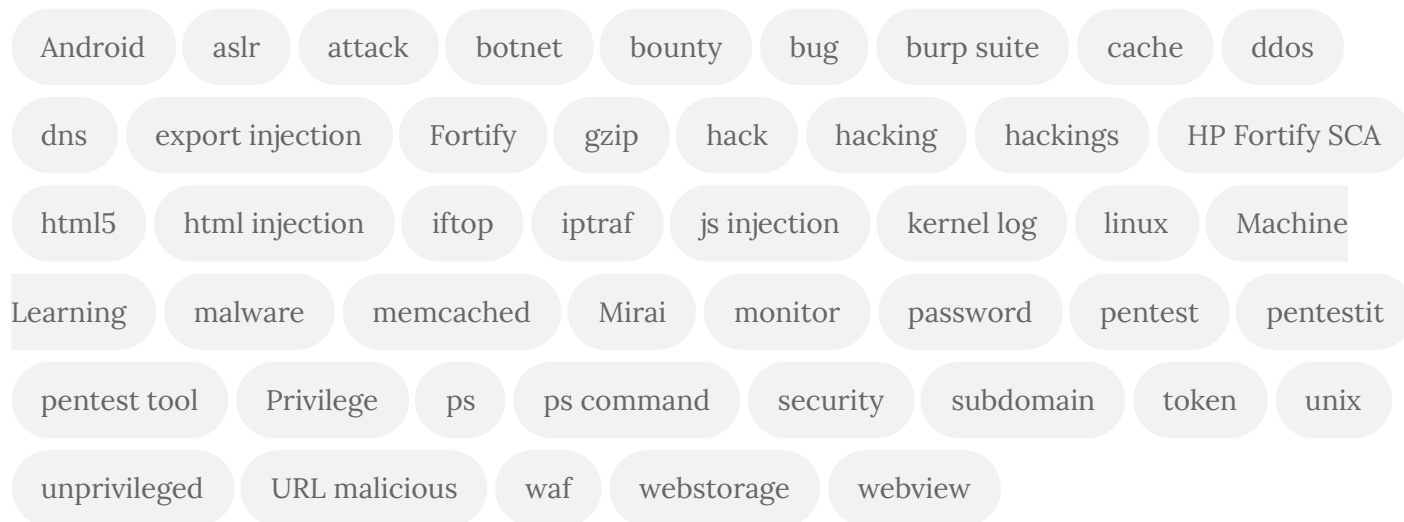 Android aslr attack botnet bounty bug burp suite cache ddos
dns export injection Fortify gzip hack hacking hackings HP Fortify SCA
html5 html injection iftop iptraf js injection kernel log linux Machine
Learning malware memcached Mirai monitor password pentest pentestit
pentest tool Privilege ps ps command security subdomain token unix
unprivileged URL malicious waf webstorage webview